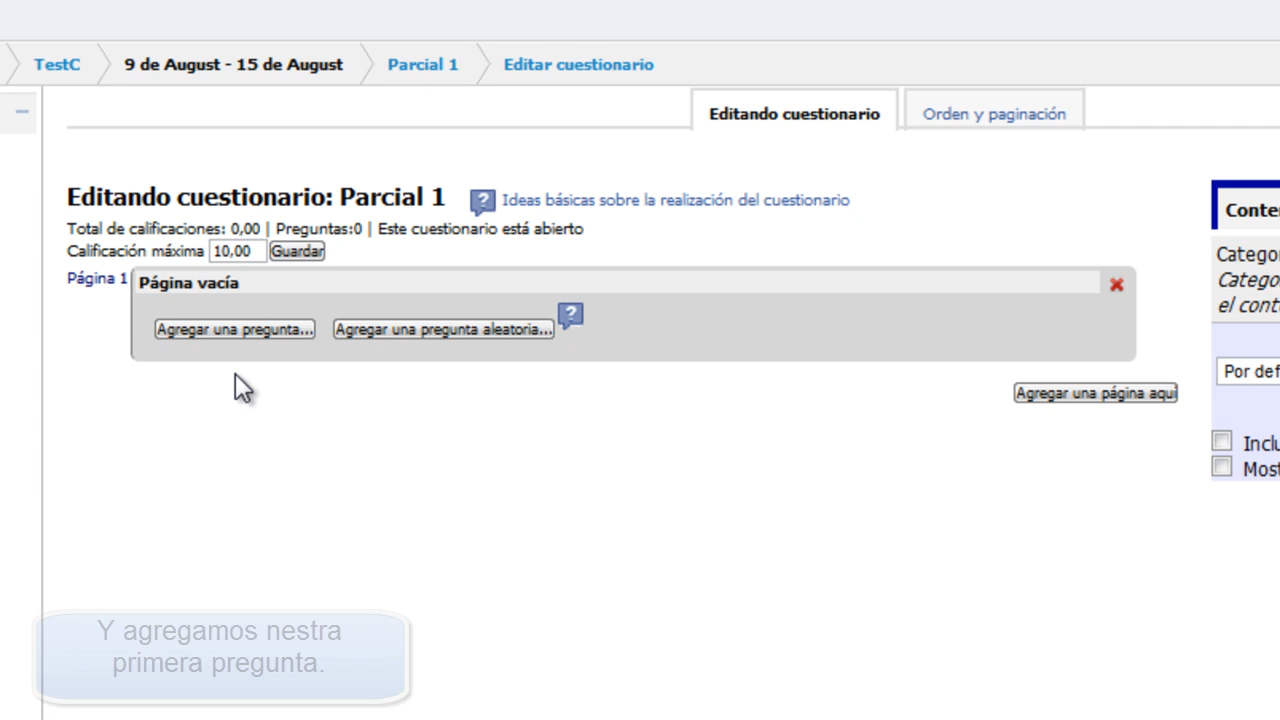 TestC 9 de August - 15 de August Parcial 1 Editar cuestionario
Editando cuestionario Orden y paginación
Editando cuestionario: Parcial 1 Ideas básicas sobre la realización del cuestionario
Total de calificaciones: 0,00 | Preguntas:0 | Este cuestionario está abierto
Calificación máxima 10,00 Guardar
Página 1 Página vacía
Agregar una pregunta... Agregar una pregunta aleatoria...
Agregar una página aquí
el
Por
Y agregamos nestra
primera pregunta.